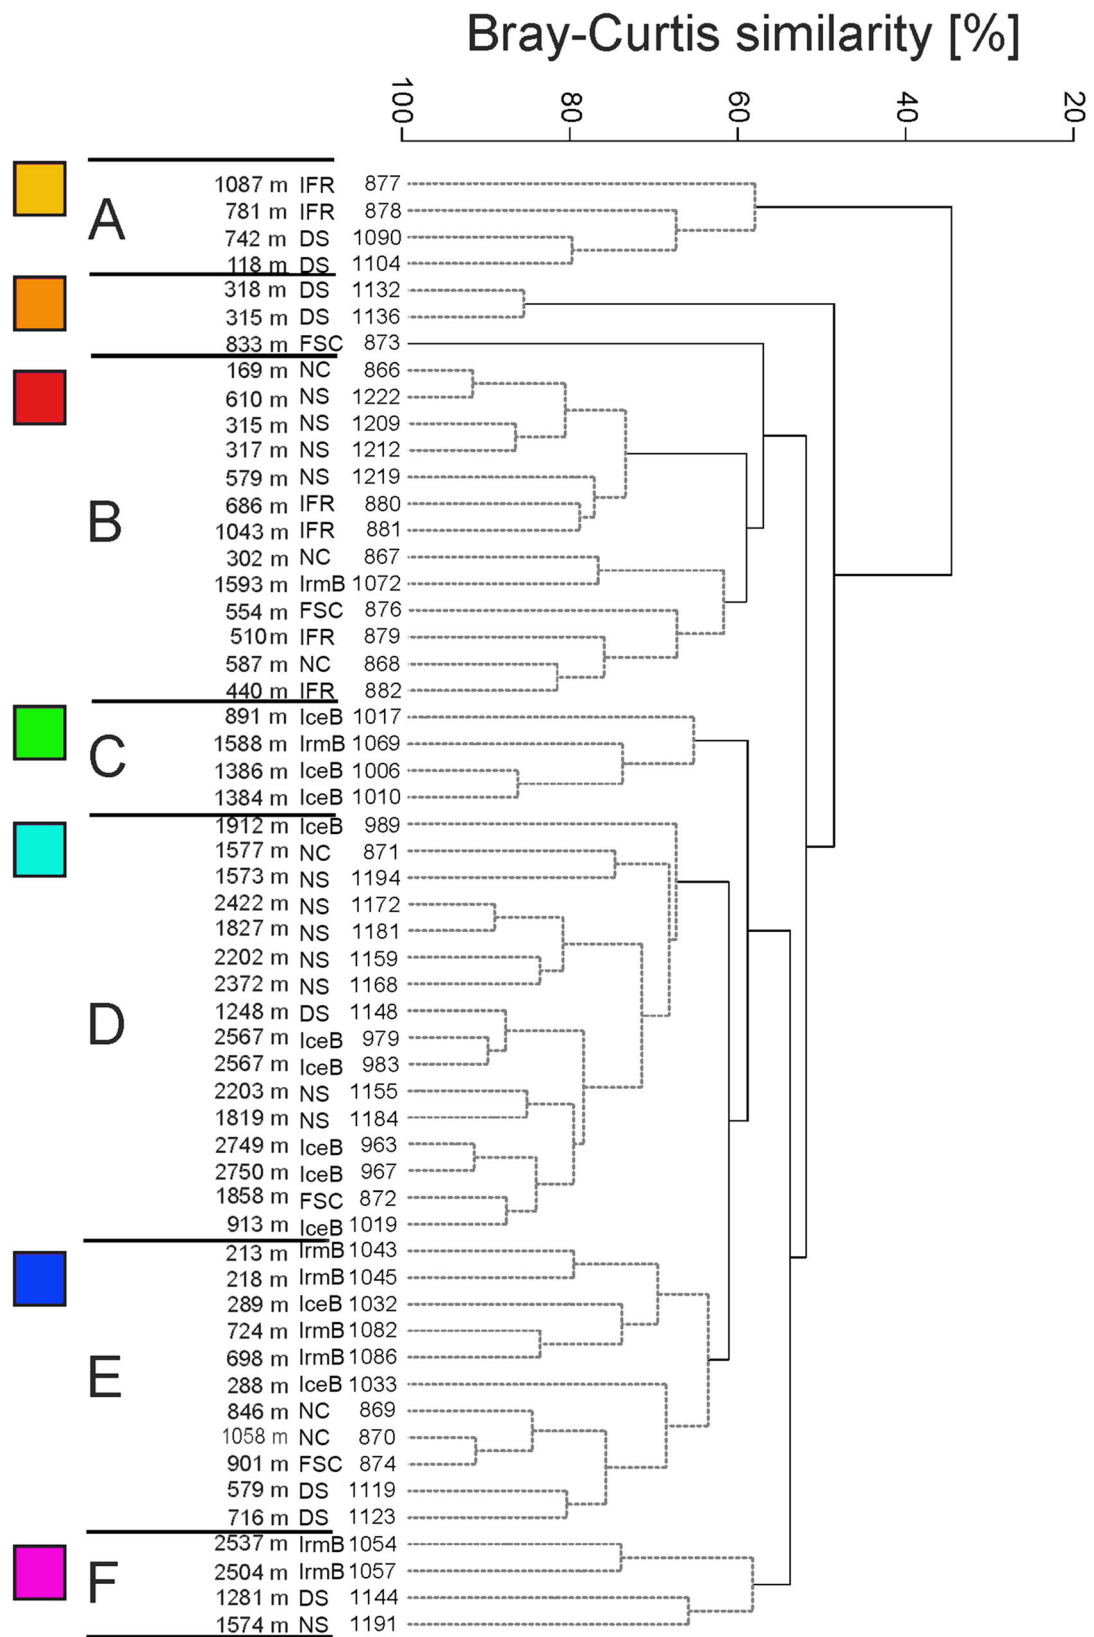 Bray-Curtis similarity [%]
100 80 60 40 20
A
1087 m IFR 877
781 m IFR 878
742 m DS 1090
118 m DS 1104
318 m DS 1132
315 m DS 1136
833 m FSC 873
B
169 m NC 866
610 m NS 1222
315 m NS 1209
317 m NS 1212
579 m NS 1219
686 m IFR 880
1043 m IFR 881
302 m NC 867
1593 m IrmB 1072
554 m FSC 876
510 m IFR 879
587 m NC 868
440 m IFR 882
C
891 m IceB 1017
1588 m IrmB 1069
1386 m IceB 1006
1384 m IceB 1010
D
1912 m IceB 989
1577 m NC 871
1573 m NS 1194
2422 m NS 1172
1827 m NS 1181
2202 m NS 1159
2372 m NS 1168
1248 m DS 1148
2567 m IceB 979
2567 m IceB 983
2203 m NS 1155
1819 m NS 1184
2749 m IceB 963
2750 m IceB 967
1858 m FSC 872
913 m IceB 1019
E
213 m IrmB 1043
218 m IrmB 1045
289 m IceB 1032
724 m IrmB 1082
698 m IrmB 1086
288 m IceB 1033
846 m NC 869
1058 m NC 870
901 m FSC 874
579 m DS 1119
716 m DS 1123
F
2537 m IrmB 1054
2504 m IrmB 1057
1281 m DS 1144
1574 m NS 1191